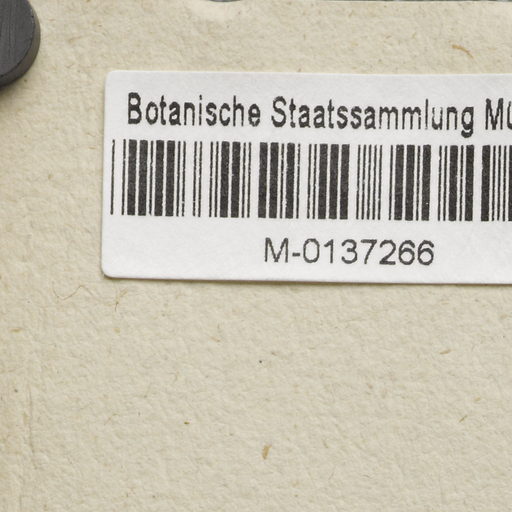 Botanische Staatssammlung Mü
M-0137266